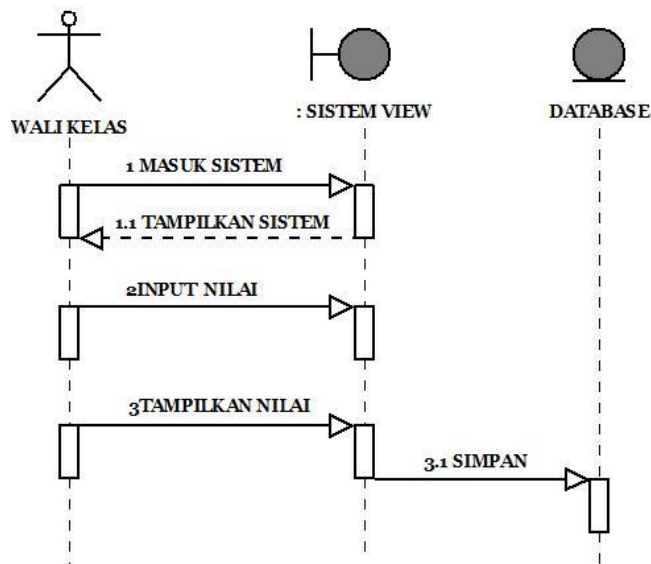 WALI KELAS
: SISTEM VIEW
DATABASE
1 MASUK SISTEM
1.1 TAMPILKAN SISTEM
2INPUT NILAI
3TAMPILKAN NILAI
3.1 SIMPAN